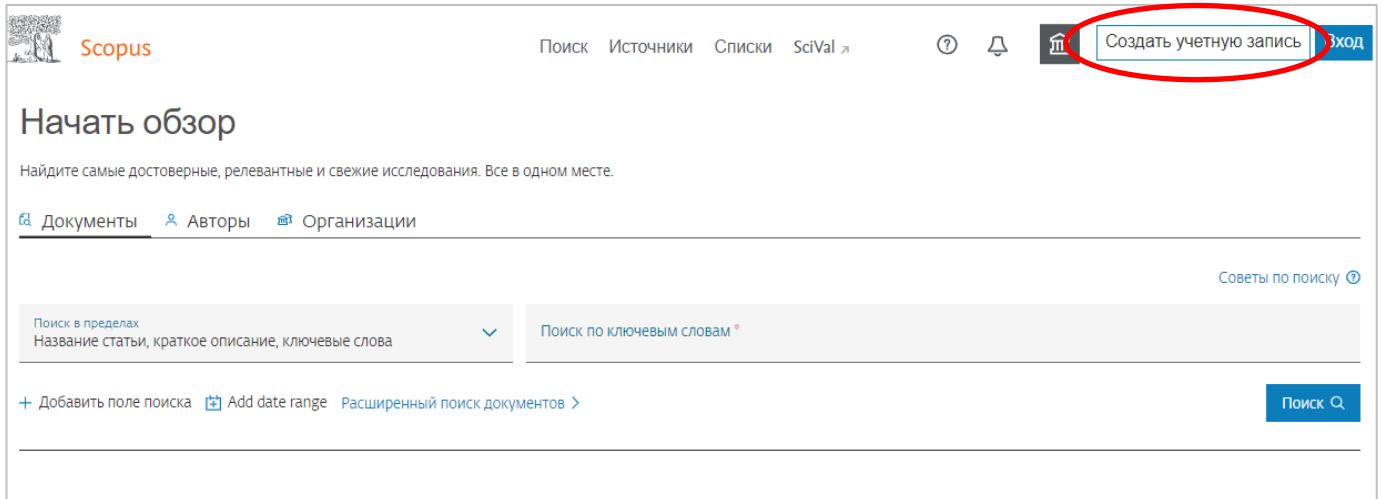 Scopus
Поиск Источники Списки SciVal
Создать учетную запись Вход
Начать обзор
Найдите самые достоверные, релевантные и свежие исследования. Все в одном месте.
Документы Авторы Организации
Советы по поиску
Поиск в пределах
Название статьи, краткое описание, ключевые слова
Поиск по ключевым словам *
+ Добавить поле поиска Add date range Расширенный поиск документов >
Поиск